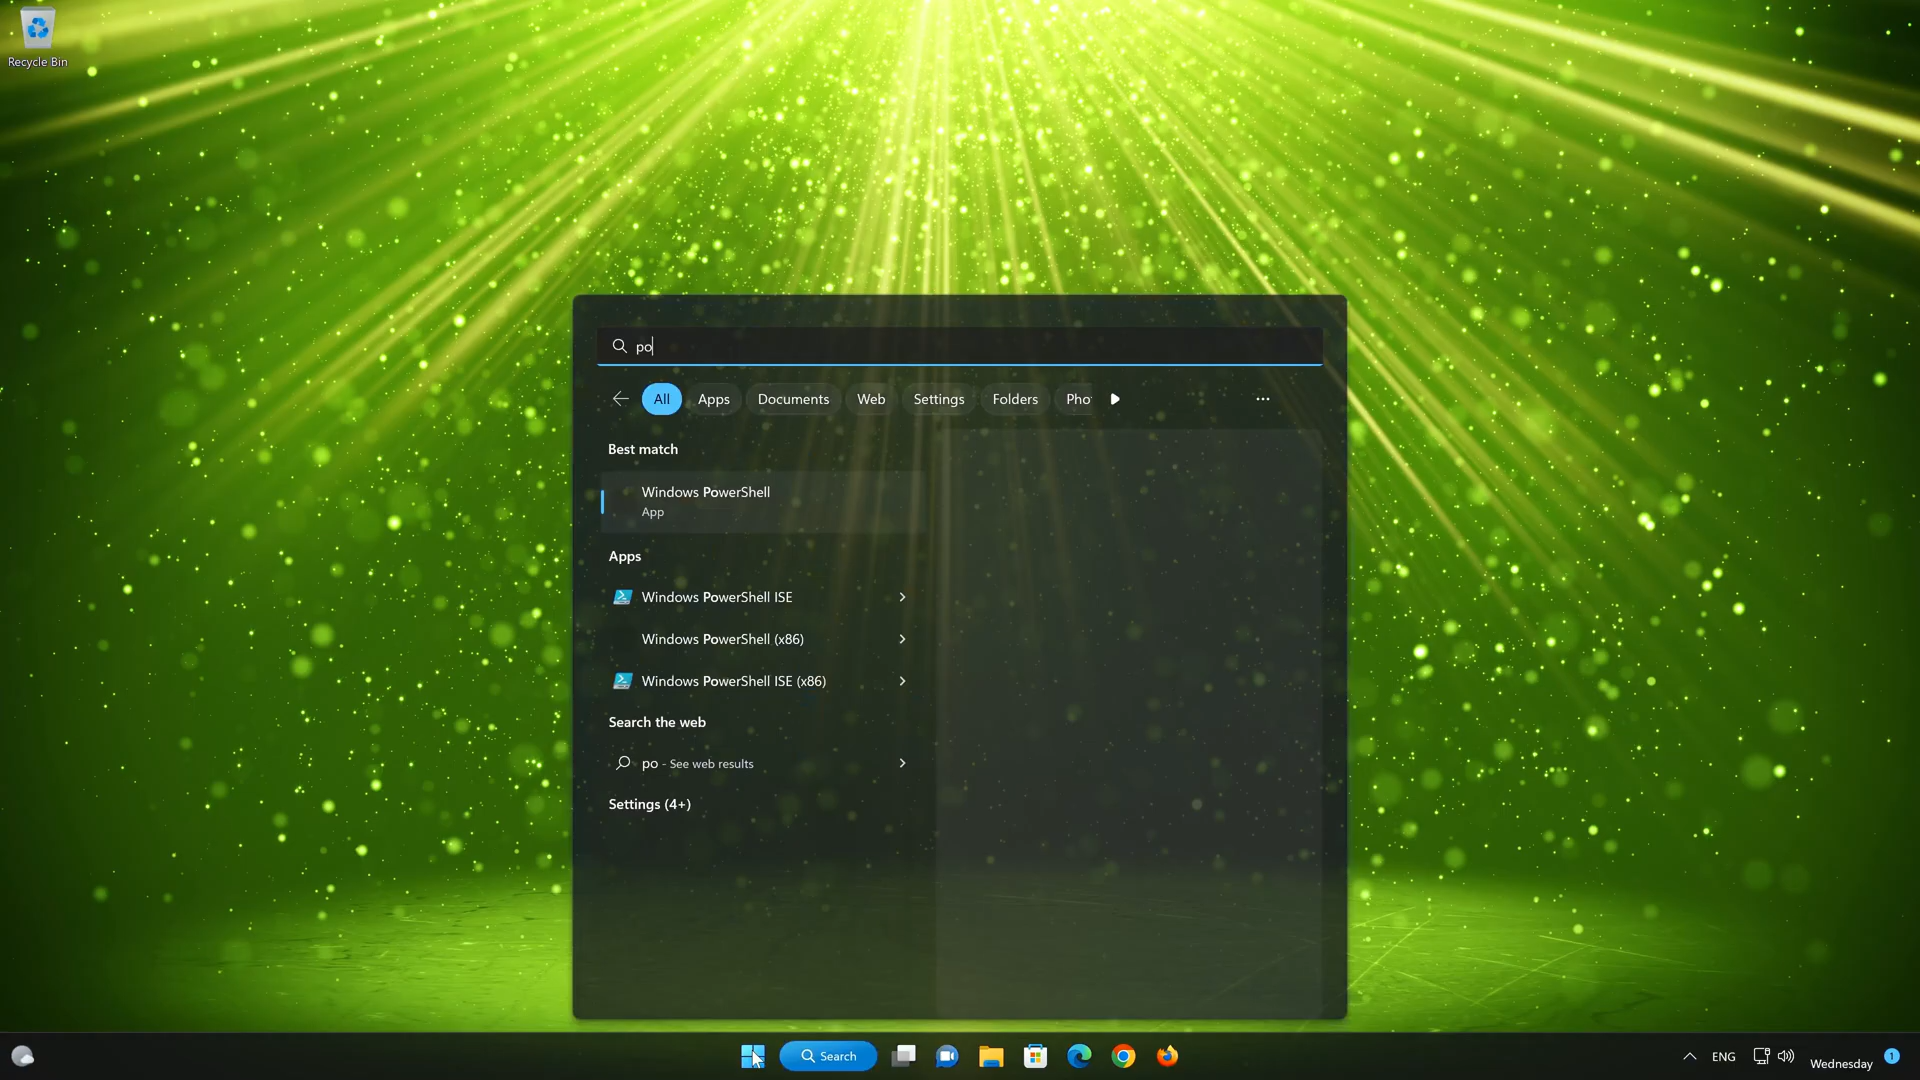 Recycle Bin
po
All Apps Documents Web Settings Folders Pho
Best match
Windows PowerShell
App
Apps
Windows PowerShell ISE
Windows PowerShell (x86)
Windows PowerShell ISE (x86)
Search the web
po - See web results
Settings (4+)
Search
ENG
Wednesday
1